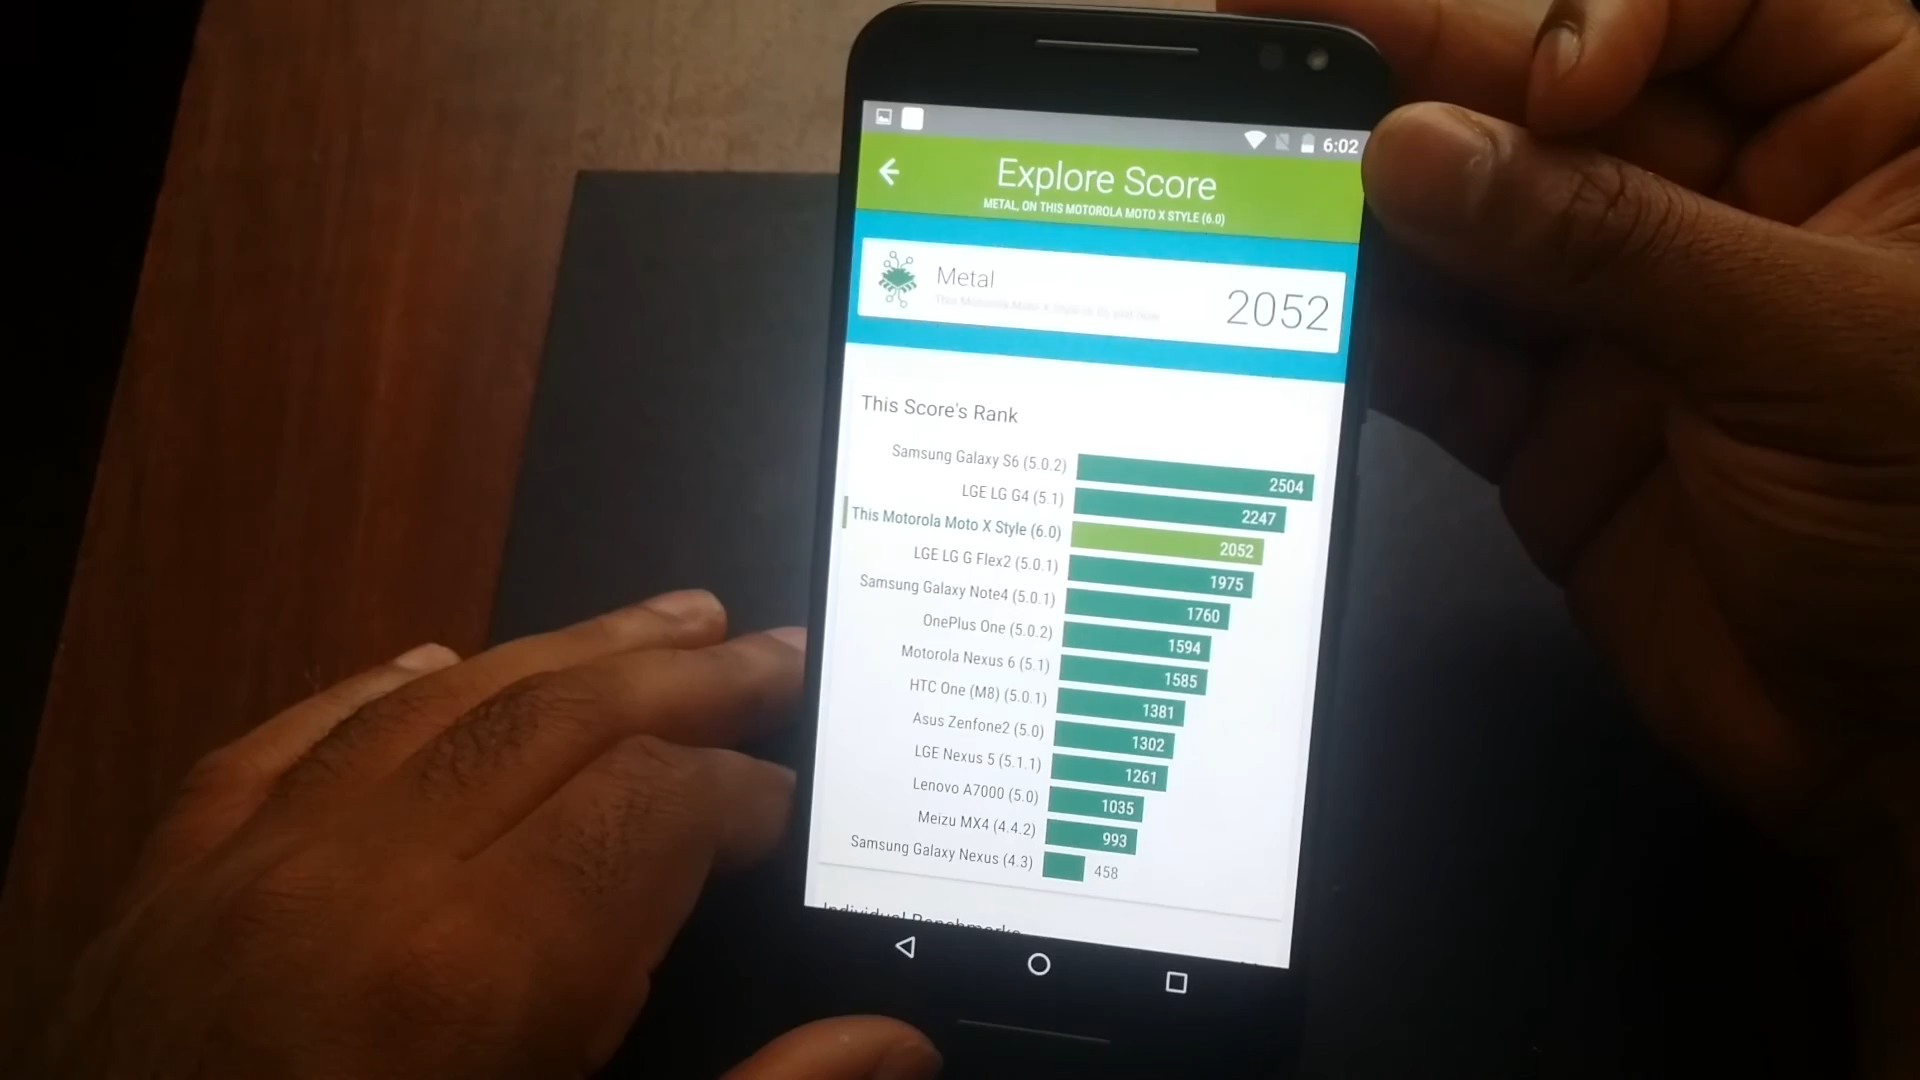 6:02
Explore Score
METAL, ON THIS MOTOROLA MOTO X STYLE (6.0)
Metal
2052
This Score's Rank
Samsung Galaxy S6 (5.0.2) 2504
LGE LG G4 (5.1) 2247
This Motorola Moto X Style (6.0) 2052
LGE LG G Flex2 (5.0.1) 1975
Samsung Galaxy Note4 (5.0.1) 1760
OnePlus One (5.0.2) 1594
Motorola Nexus 6 (5.1) 1585
HTC One (M8) (5.0.1) 1381
Asus Zenfone2 (5.0) 1302
LGE Nexus 5 (5.1.1) 1261
Lenovo A7000 (5.0) 1035
Meizu MX4 (4.4.2) 993
Samsung Galaxy Nexus (4.3) 458
Individual Benchmarks